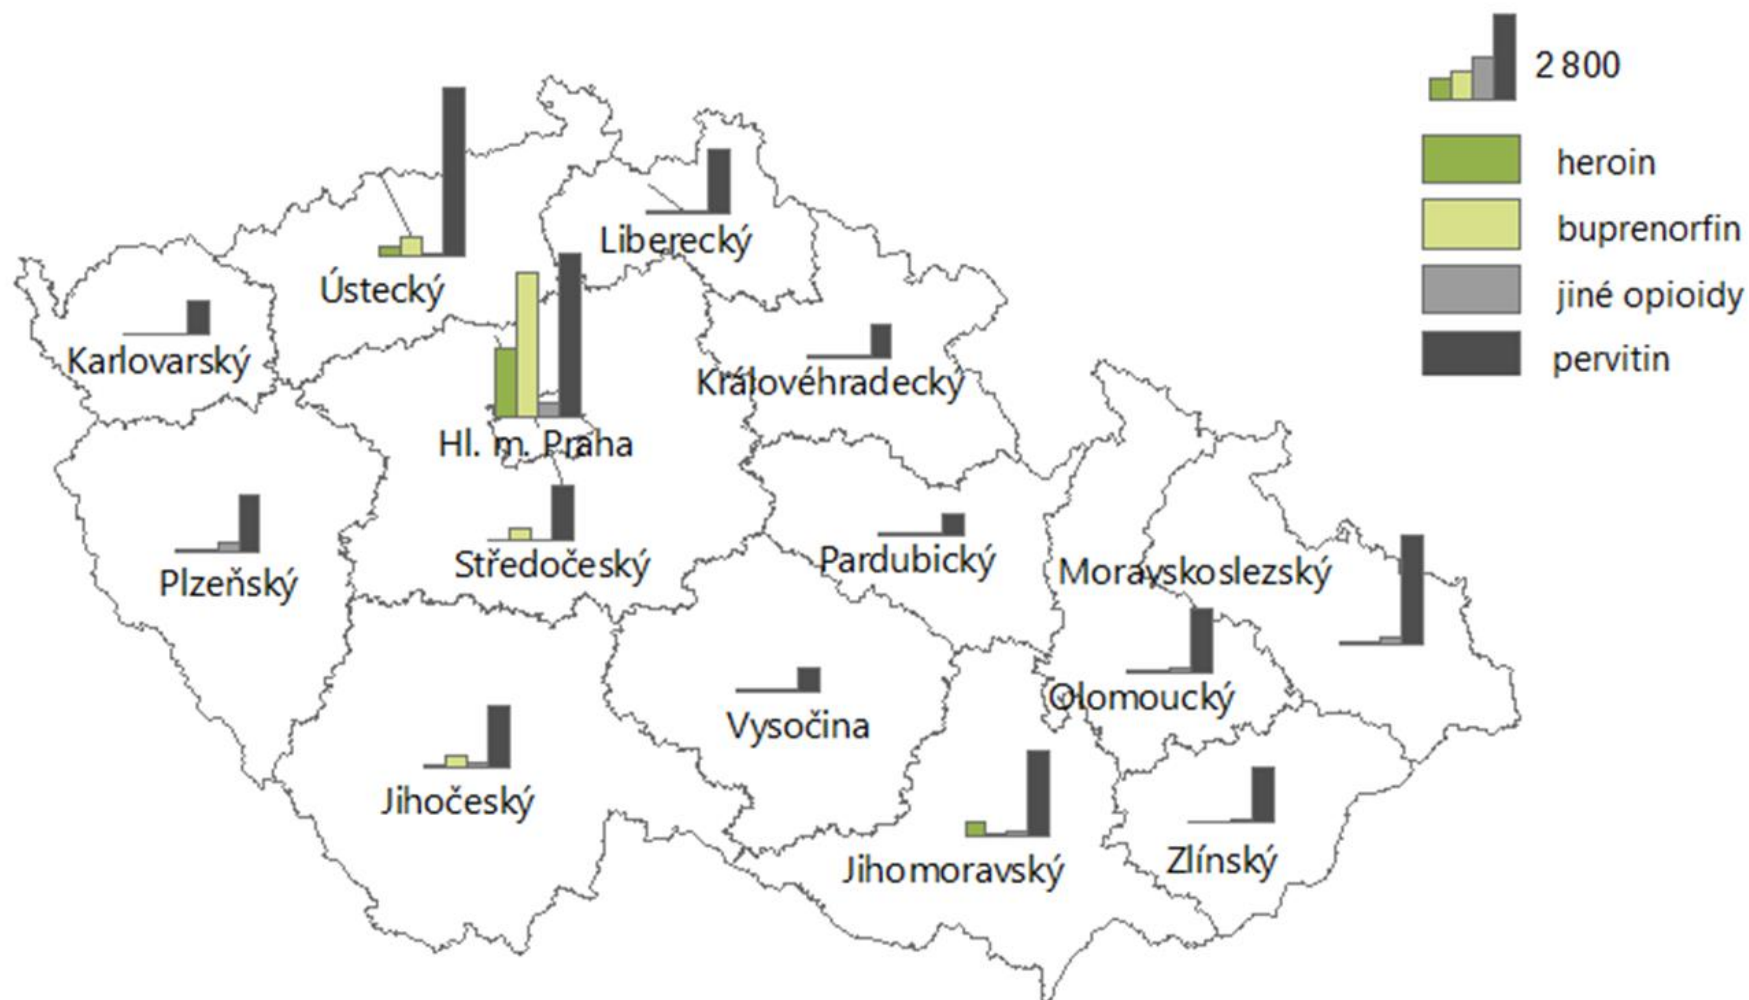 2 800
heroin
buprenorfin
jiné opioidy
pervitin
Liberecký
Ústecký
Karlovarský
Královéhradecký
Hl. m. Praha
Středočeský
Pardubický
Moravskoslezský
Plzeňský
Olomoucký
Vysočina
Jihočeský
Jihomoravský
Zlínský